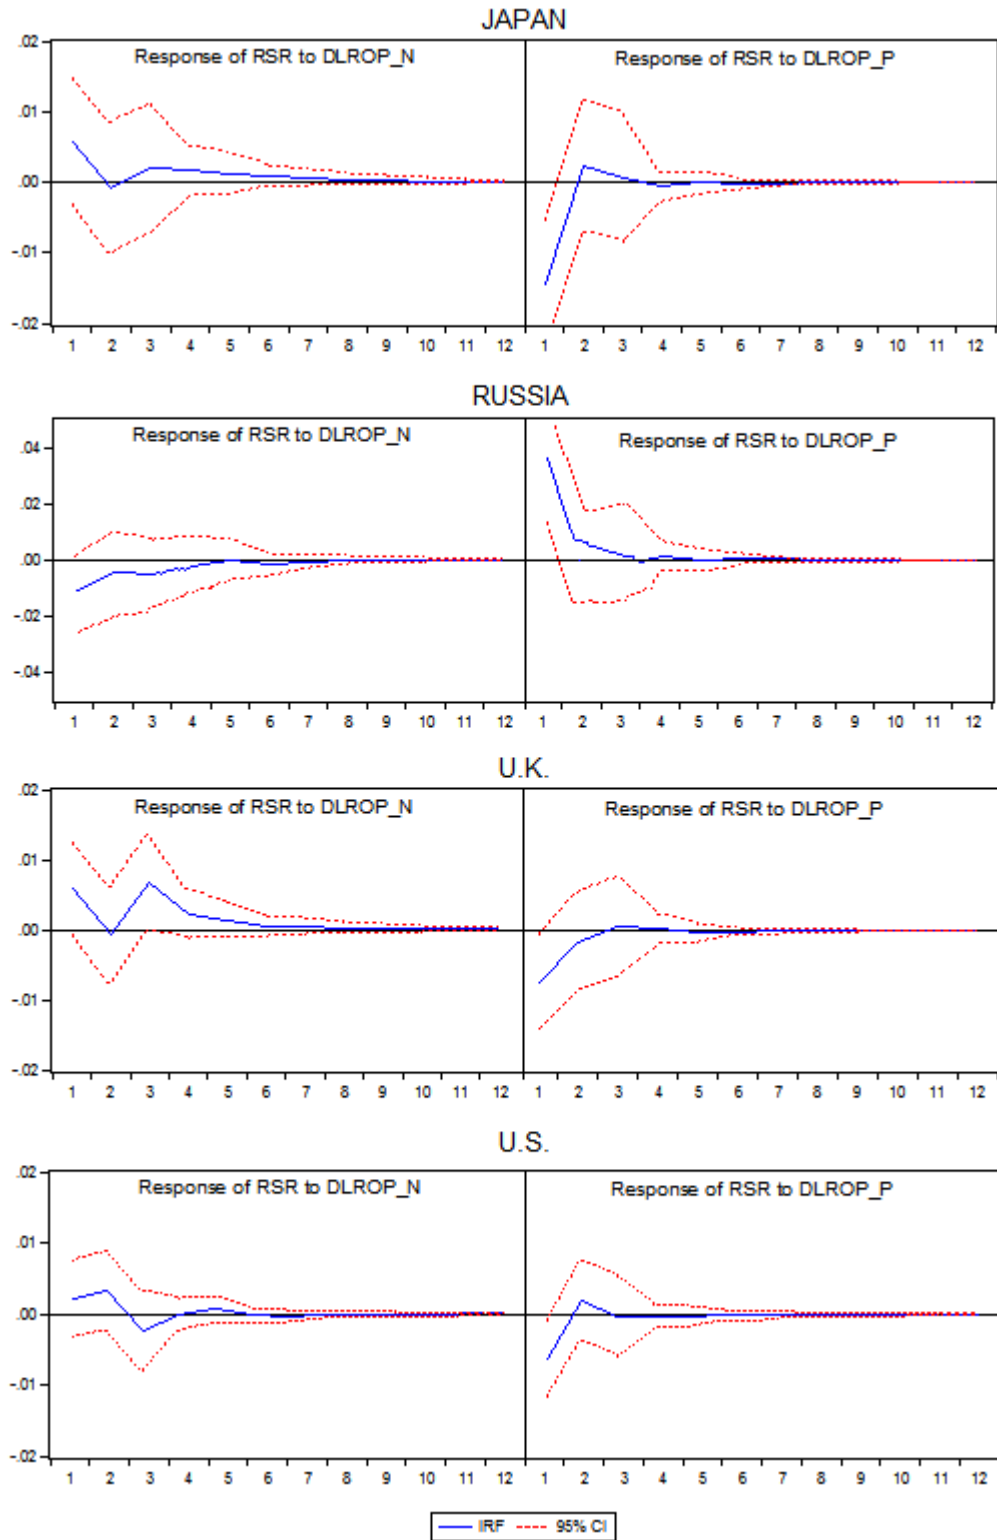 JAPAN
Response of RSR to DLROP_N
Response of RSR to DLROP_P
.02
.01
.00
-.01
-.02
1 2 3 4 5 6 7 8 9 10 11 12
1 2 3 4 5 6 7 8 9 10 11 12
RUSSIA
Response of RSR to DLROP_N
Response of RSR to DLROP_P
.04
.02
.00
-.02
-.04
1 2 3 4 5 6 7 8 9 10 11 12
1 2 3 4 5 6 7 8 9 10 11 12
U.K.
Response of RSR to DLROP_N
Response of RSR to DLROP_P
.02
.01
.00
-.01
-.02
1 2 3 4 5 6 7 8 9 10 11 12
1 2 3 4 5 6 7 8 9 10 11 12
U.S.
Response of RSR to DLROP_N
Response of RSR to DLROP_P
.02
.01
.00
-.01
-.02
1 2 3 4 5 6 7 8 9 10 11 12
1 2 3 4 5 6 7 8 9 10 11 12
IRF 95% CI